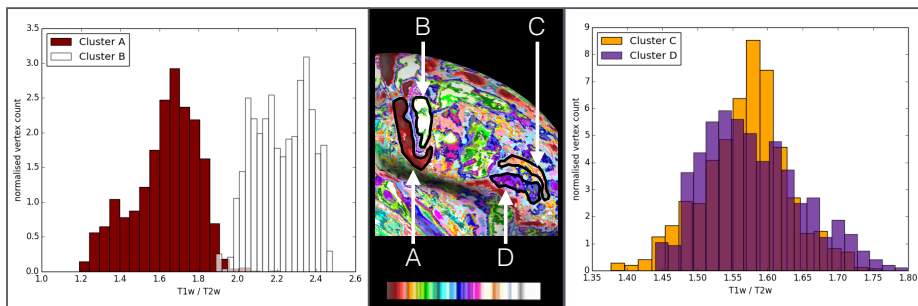 3.5
3.0
2.5
2.0
1.5
1.0
0.5
0.0
normalised vertex count
Cluster A
Cluster B
1.0 1.2 1.4 1.6 1.8 2.0 2.2 2.4 2.6
T1w / T2w
B
C
A
D
9
8
7
6
5
4
3
2
1
0
normalised vertex count
Cluster C
Cluster D
1.35 1.40 1.45 1.50 1.55 1.60 1.65 1.70 1.75 1.80
T1w / T2w